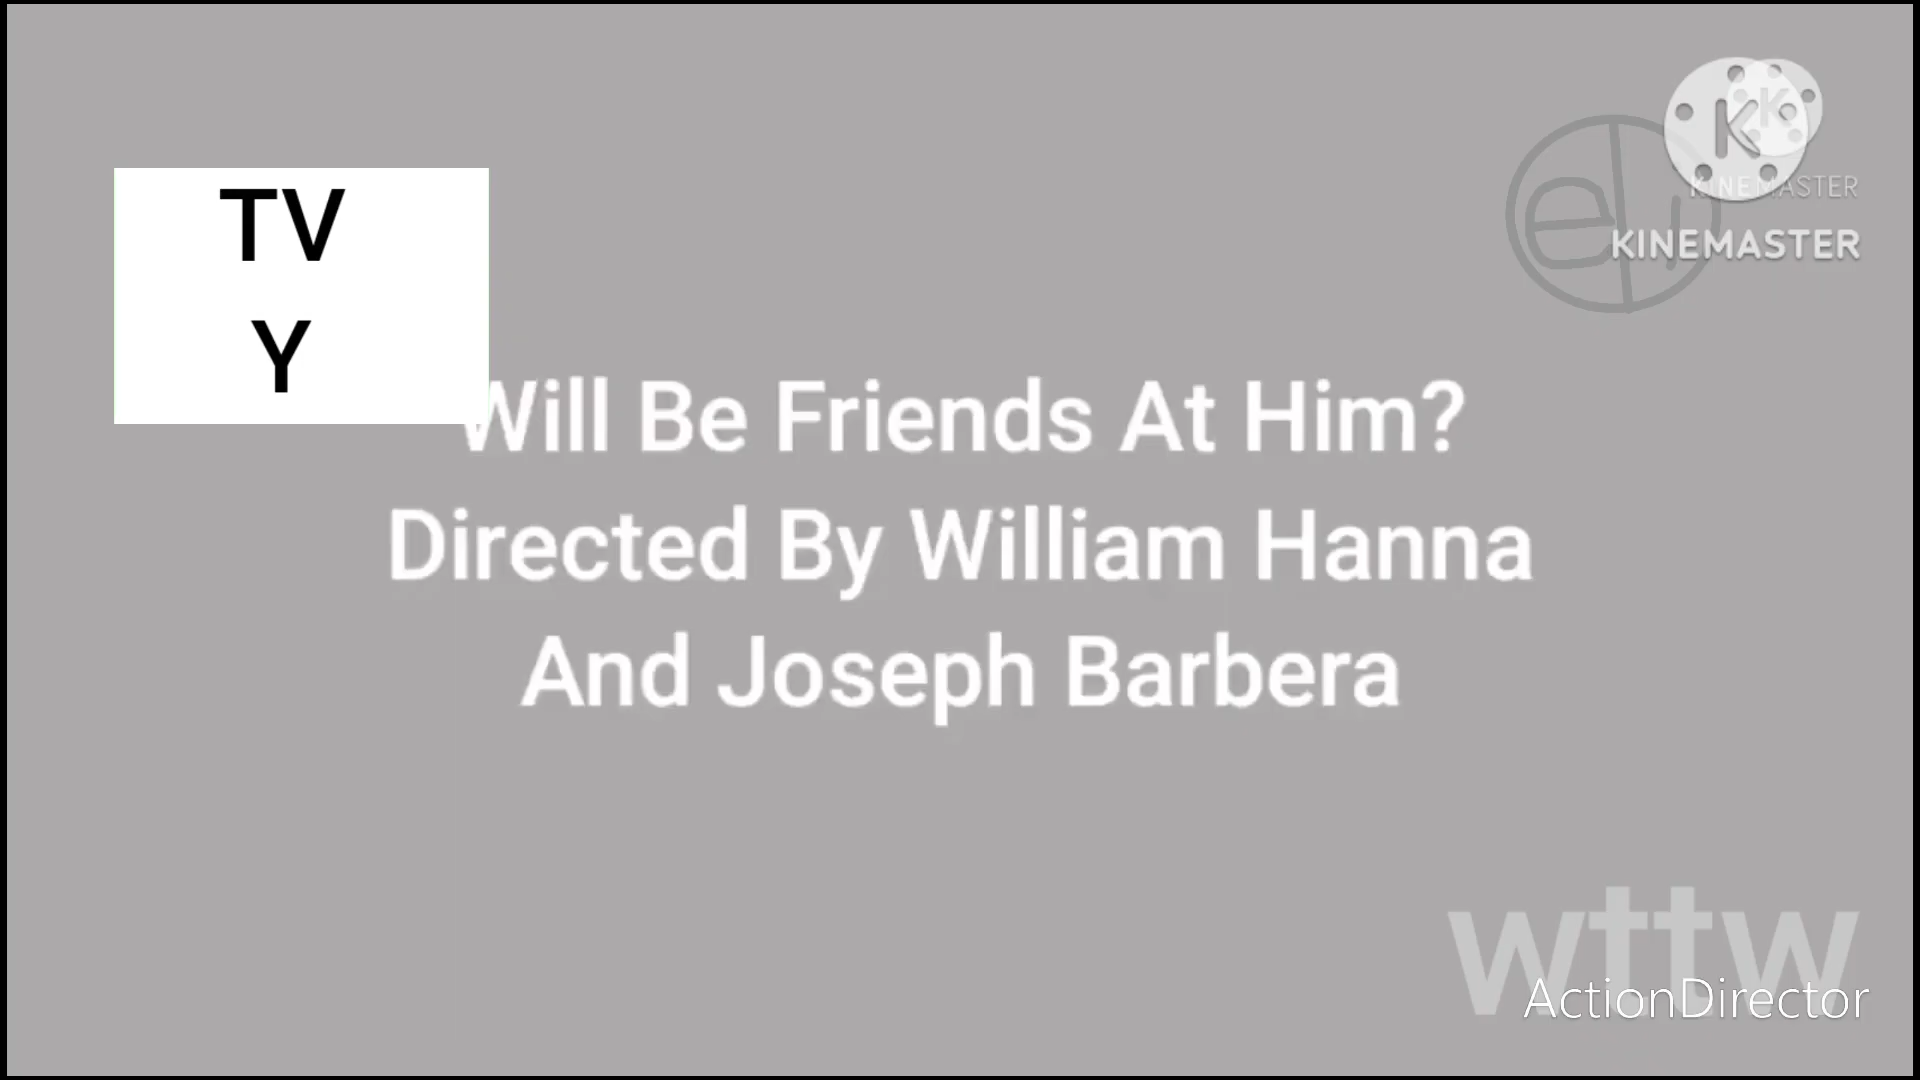 TV
Y
KINEMASTER
KINEMASTER
Will Be Friends At Him?
Directed By William Hanna
And Joseph Barbera
wttw
ActionDirector